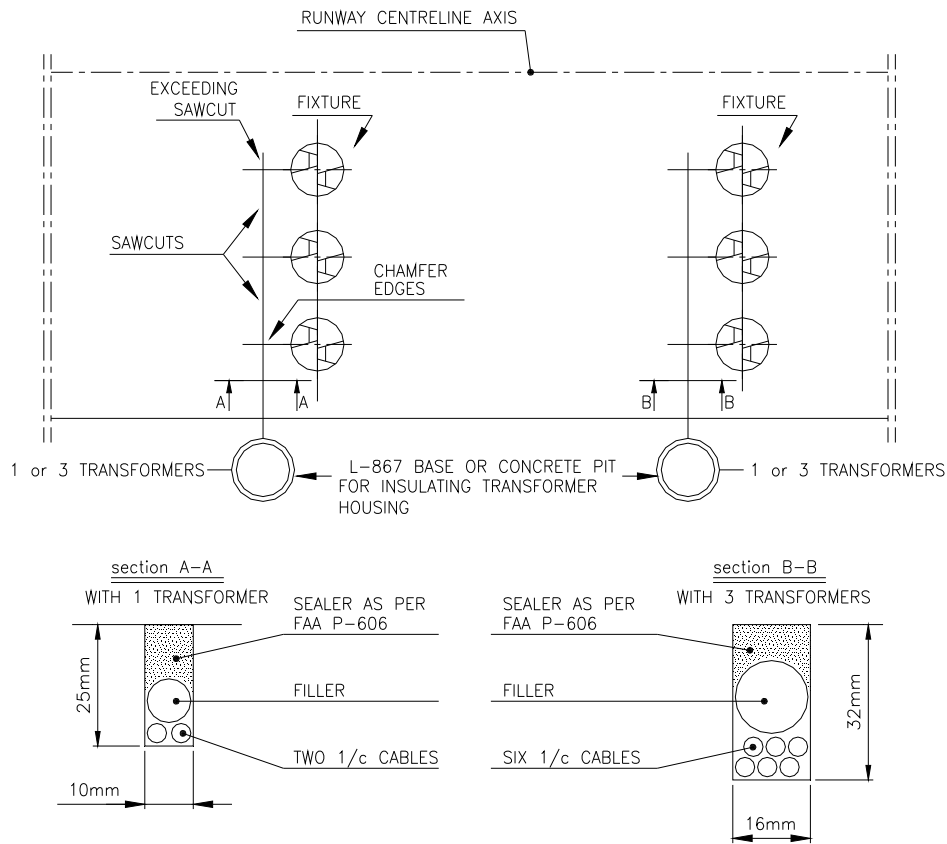 RUNWAY CENTRELINE AXIS
EXCEEDING
SAWCUT
FIXTURE
FIXTURE
SAWCUTS
CHAMFER
EDGES
A
A
B
B
1 or 3 TRANSFORMERS
L-867 BASE OR CONCRETE PIT
FOR INSULATING TRANSFORMER
HOUSING
1 or 3 TRANSFORMERS
section A-A
WITH 1 TRANSFORMER
section B-B
WITH 3 TRANSFORMERS
SEALER AS PER
FAA P-606
SEALER AS PER
FAA P-606
25mm
FILLER
FILLER
32mm
TWO 1/c CABLES
SIX 1/c CABLES
10mm
16mm